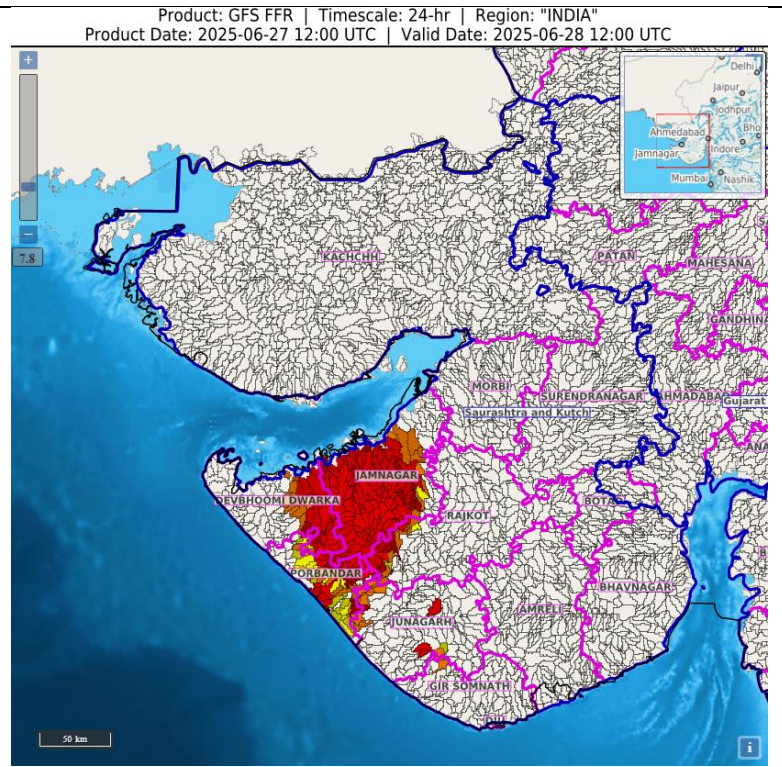 Product: GFS FFR | Timescale: 24-hr | Region: "INDIA"
Product Date: 2025-06-27 12:00 UTC | Valid Date: 2025-06-28 12:00 UTC
+
−
7.8
Delhi
Jaipur
Jodhpur
Ahmedabad
Bho
Jamnagar
Indore
Mumbai
Nashik
KACHCHH
PATAN
MAHESANA
GANDHINA
MORBI
SURENDRANAGAR
AHMADABA
Gujarat
Saurashtra and Kutch
ANA
JAMNAGAR
DEVBHOOMI DWARKA
RAJKOT
BOTA
PORBANDAR
BHAVNAGAR
AMRELI
JUNAGARH
GIR SOMNATH
DIU
50 km
i